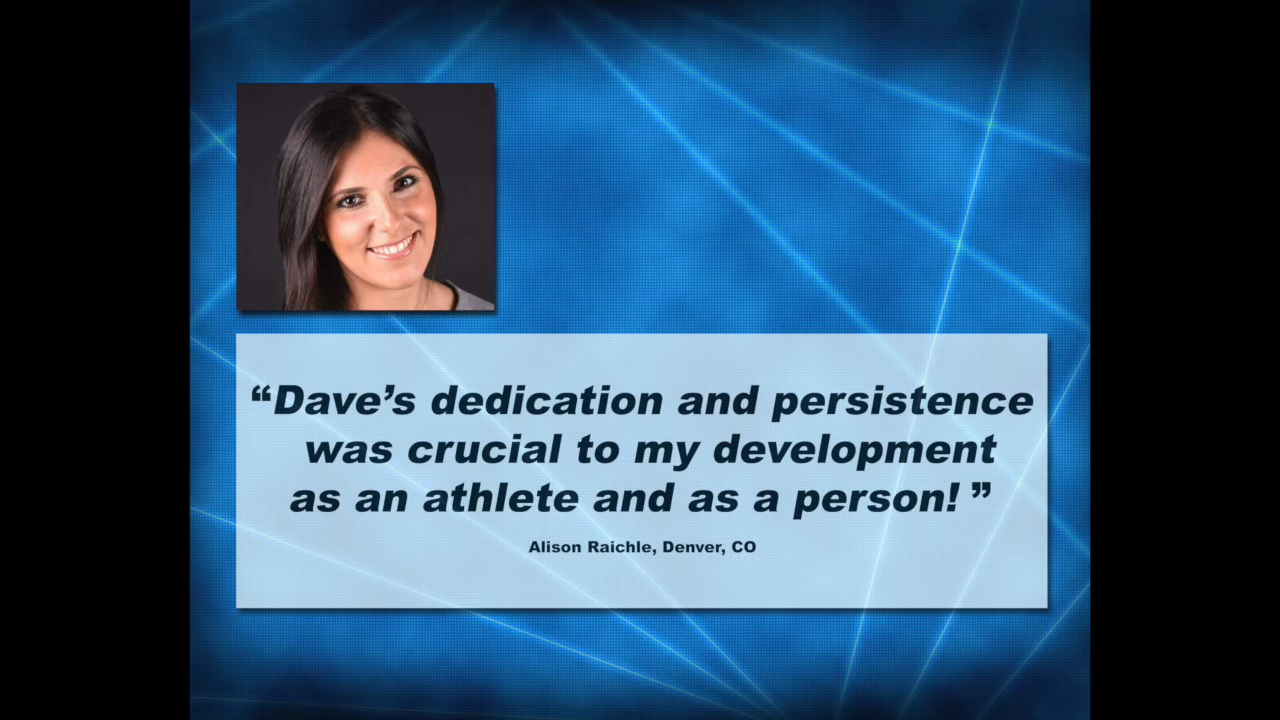 “Dave’s dedication and persistence
was crucial to my development
as an athlete and as a person! ”
Alison Raichle, Denver, CO